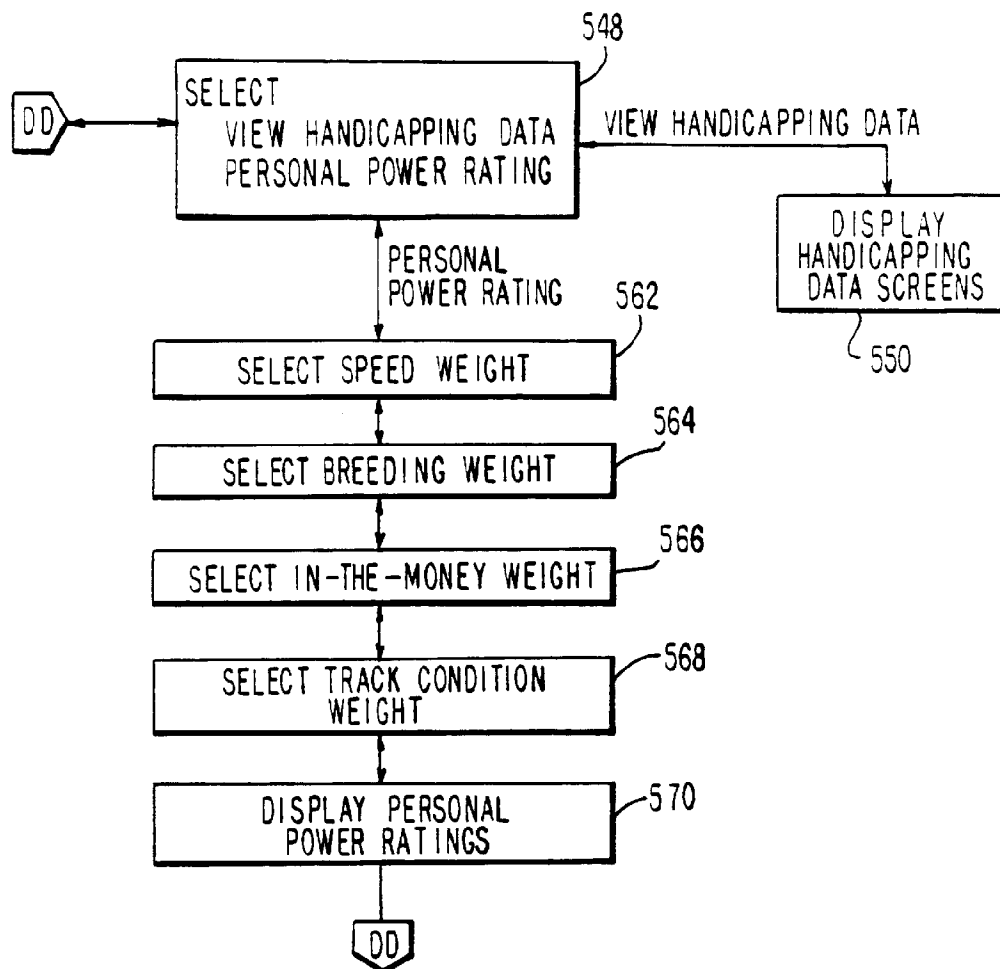 548
DD
SELECT
VIEW HANDICAPPING DATA
PERSONAL POWER RATING
VIEW HANDICAPPING DATA
DISPLAY
HANDICAPPING
DATA SCREENS
550
PERSONAL
POWER RATING
562
SELECT SPEED WEIGHT
564
SELECT BREEDING WEIGHT
566
SELECT IN-THE-MONEY WEIGHT
568
SELECT TRACK CONDITION
WEIGHT
570
DISPLAY PERSONAL
POWER RATINGS
DD